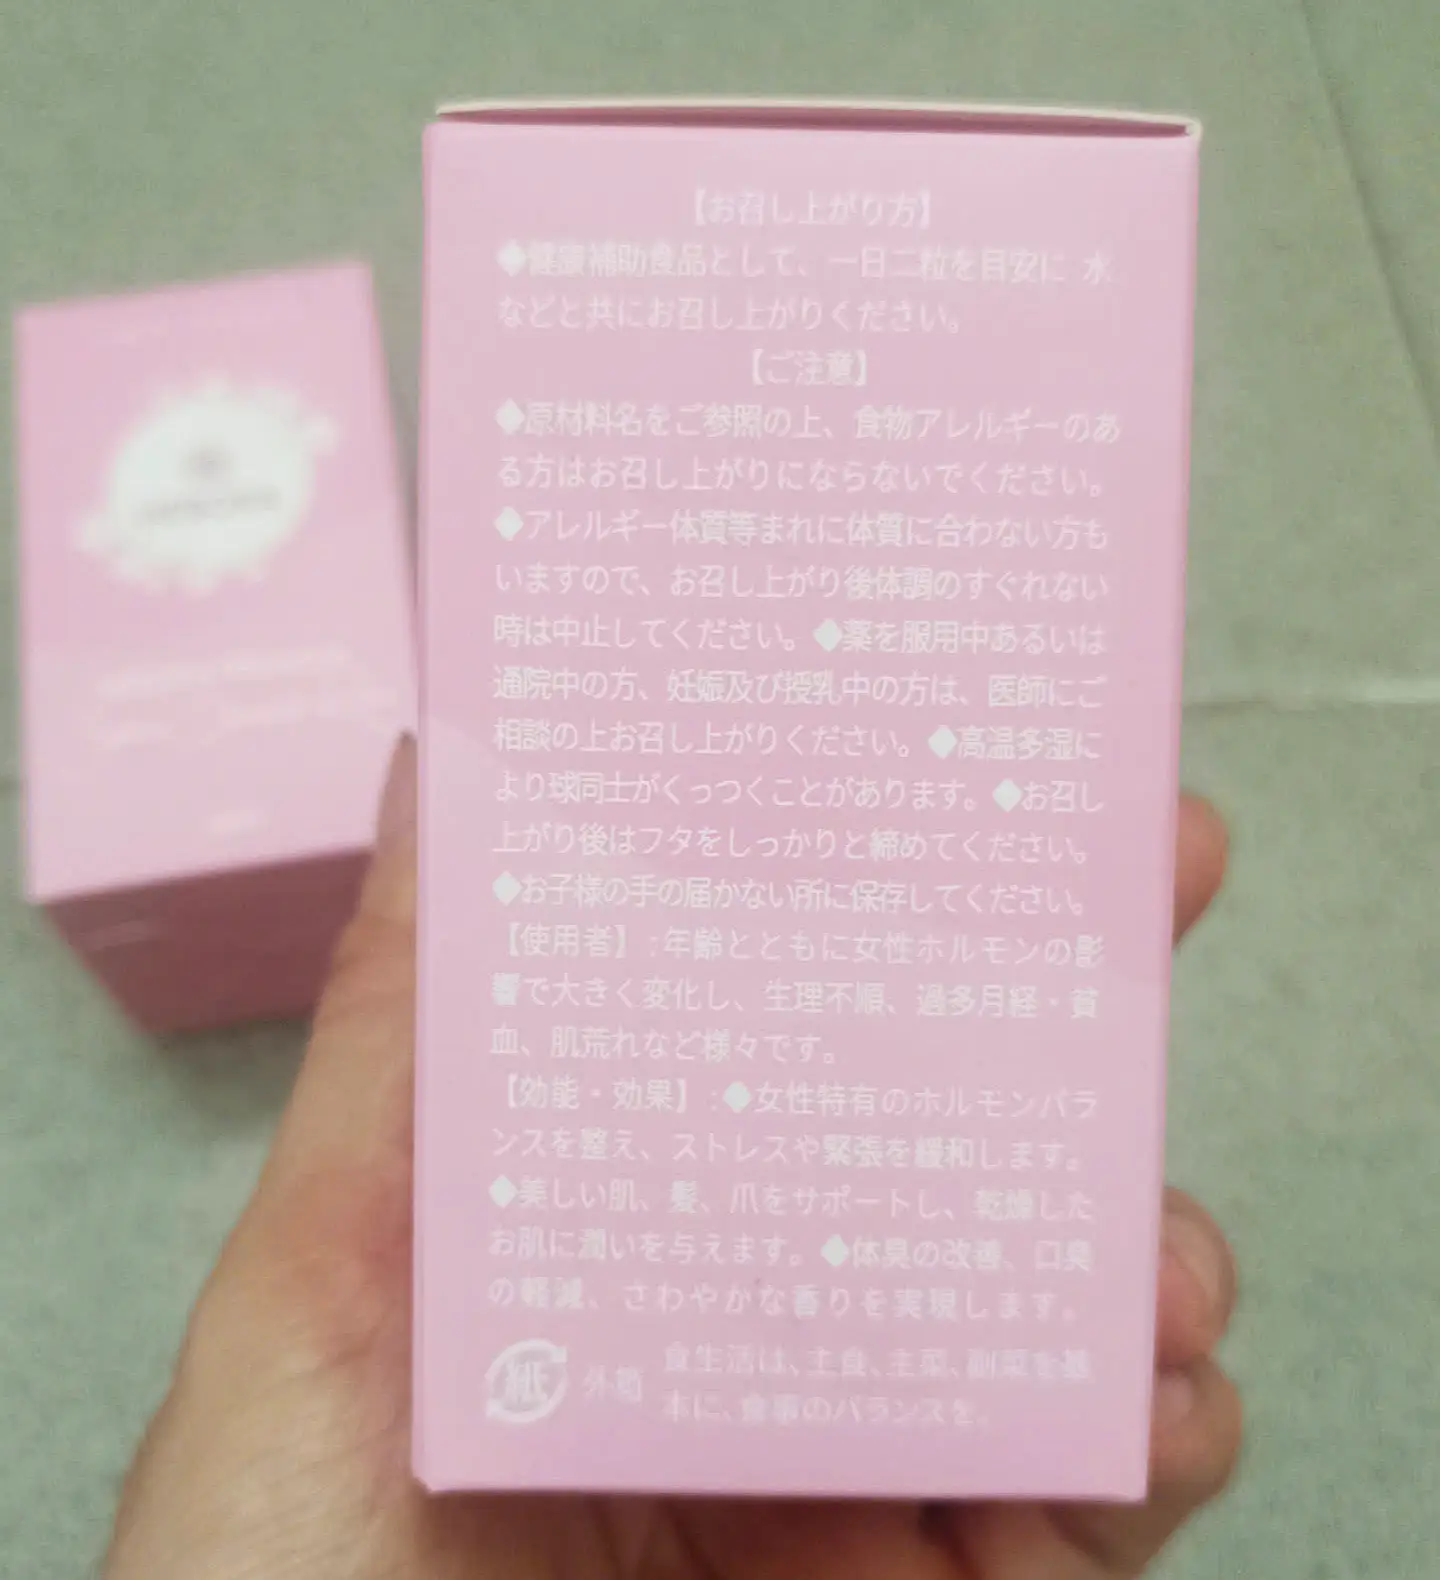 【お召し上がり方】
◆健康補助食品として、一日二粒を目安に 水
などと共にお召し上がりください。
【ご注意】
◆原材料名をご参照の上、食物アレルギーのあ
る方はお召し上がりにならないでください。
◆アレルギー体質等まれに体質に合わない方も
いますので、お召し上がり後体調のすぐれない
時は中止してください。◆薬を服用中あるいは
通院中の方、妊娠及び授乳中の方は、医師にご
相談の上お召し上がりください。◆高温多湿に
より球同士がくっつくことがあります。◆お召し
上がり後はフタをしっかりと締めてください。
◆お子様の手の届かない所に保存してください。
【使用者】:年齢とともに女性ホルモンの影
響で大きく変化し、生理不順、過多月経・貧
血、肌荒れなど様々です。
【効能・効果】:◆女性特有のホルモンバラ
ンスを整え、ストレスや緊張を緩和します。
◆美しい肌、髪、爪をサポートし、乾燥した
お肌に潤いを与えます。◆体臭の改善、口臭
の軽減、さわやかな香りを実現します。
紙 外箱 食生活は、主食、主菜、副菜を基
本に、食事のバランスを。